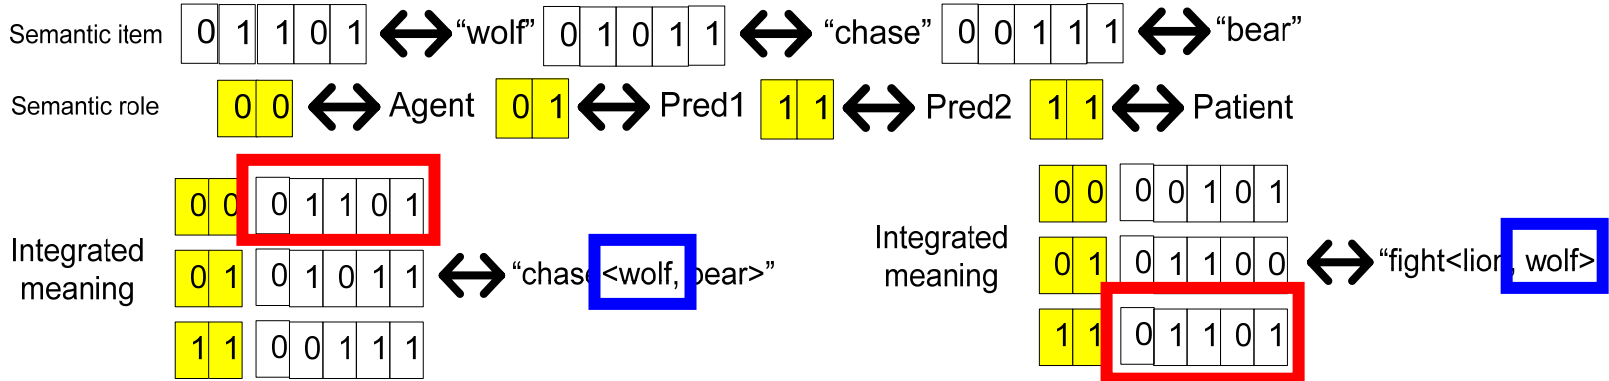 Semantic item 0 1 1 0 1 “wolf” 0 1 0 1 1 “chase” 0 0 1 1 1 “bear”
Semantic role 0 0 Agent 0 1 Pred1 1 1 Pred2 1 1 Patient
Integrated meaning
0 0 0 1 1 0 1
0 1 0 1 0 1 1
1 1 0 0 1 1 1
“chase <wolf, bear>”
Integrated meaning
0 0 0 0 1 0 1
0 1 0 1 1 0 0
1 1 0 1 1 0 1
“fight<lion, wolf>